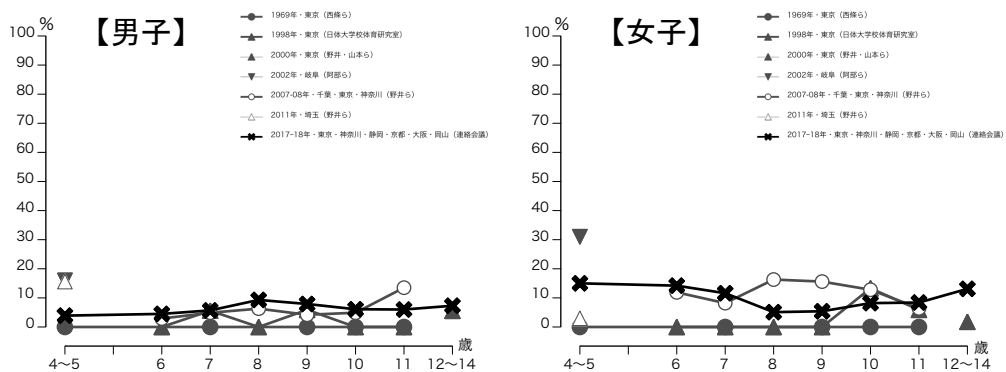 %
【男子】
1969年・東京（西條ら）
1998年・東京（日体大学校体育研究室）
2000年・東京（野井・山本ら）
2002年・岐阜（阿部ら）
2007-08年・千葉・東京・神奈川（野井ら）
2011年・埼玉（野井ら）
2017-18年・東京・神奈川・静岡・京都・大阪・岡山（連絡会議）
100
90
80
70
60
50
40
30
20
10
0
4〜5
6
7
8
9
10
11
12〜14
歳
%
【女子】
1969年・東京（西條ら）
1998年・東京（日体大学校体育研究室）
2000年・東京（野井・山本ら）
2002年・岐阜（阿部ら）
2007-08年・千葉・東京・神奈川（野井ら）
2011年・埼玉（野井ら）
2017-18年・東京・神奈川・静岡・京都・大阪・岡山（連絡会議）
100
90
80
70
60
50
40
30
20
10
0
4〜5
6
7
8
9
10
11
12〜14
歳